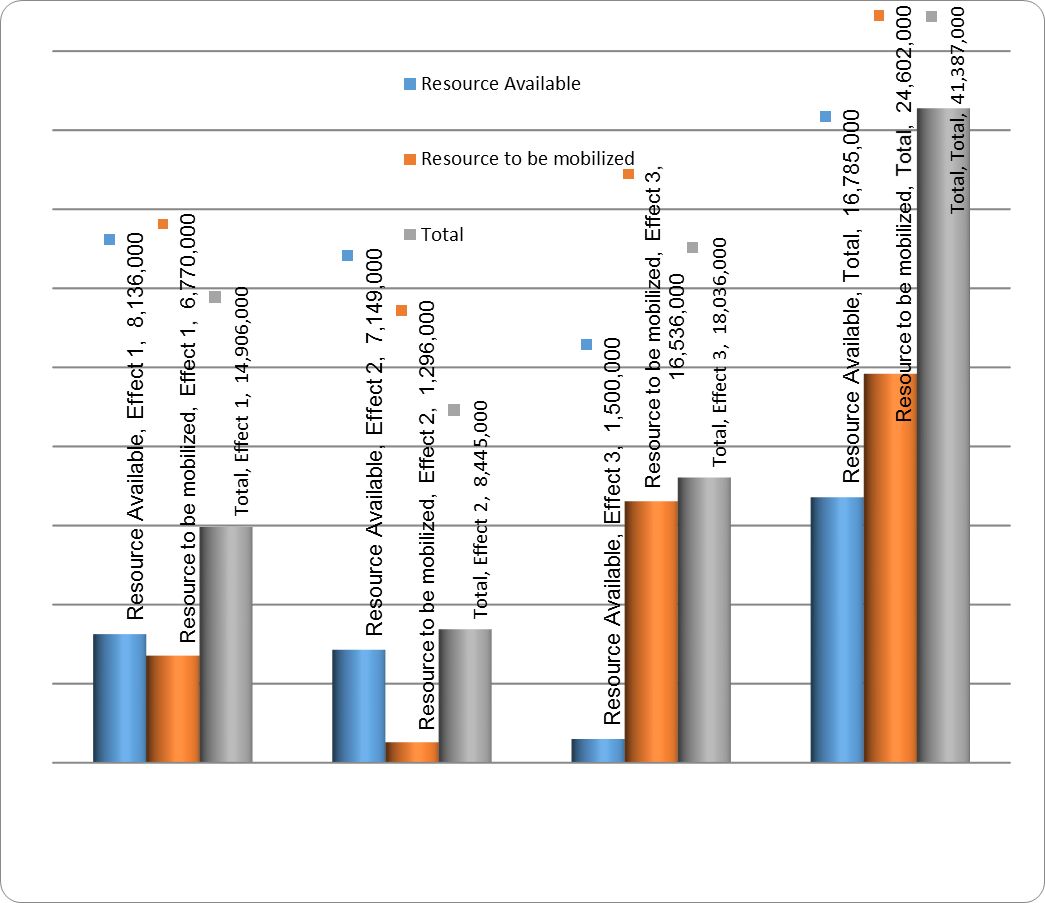 Resource Available
Resource to be mobilized
Total
Resource Available, Effect 1, 8,136,000
Resource to be mobilized, Effect 1, 6,770,000
Total, Effect 1, 14,906,000
Resource Available, Effect 2, 7,149,000
Resource to be mobilized, Effect 2, 1,296,000
Total, Effect 2, 8,445,000
Resource Available, Effect 3, 1,500,000
Resource to be mobilized, Effect 3,
16,536,000
Total, Effect 3, 18,036,000
Resource Available, Total, 16,785,000
Resource to be mobilized, Total, 24,602,000
Total, Total, 41,387,000